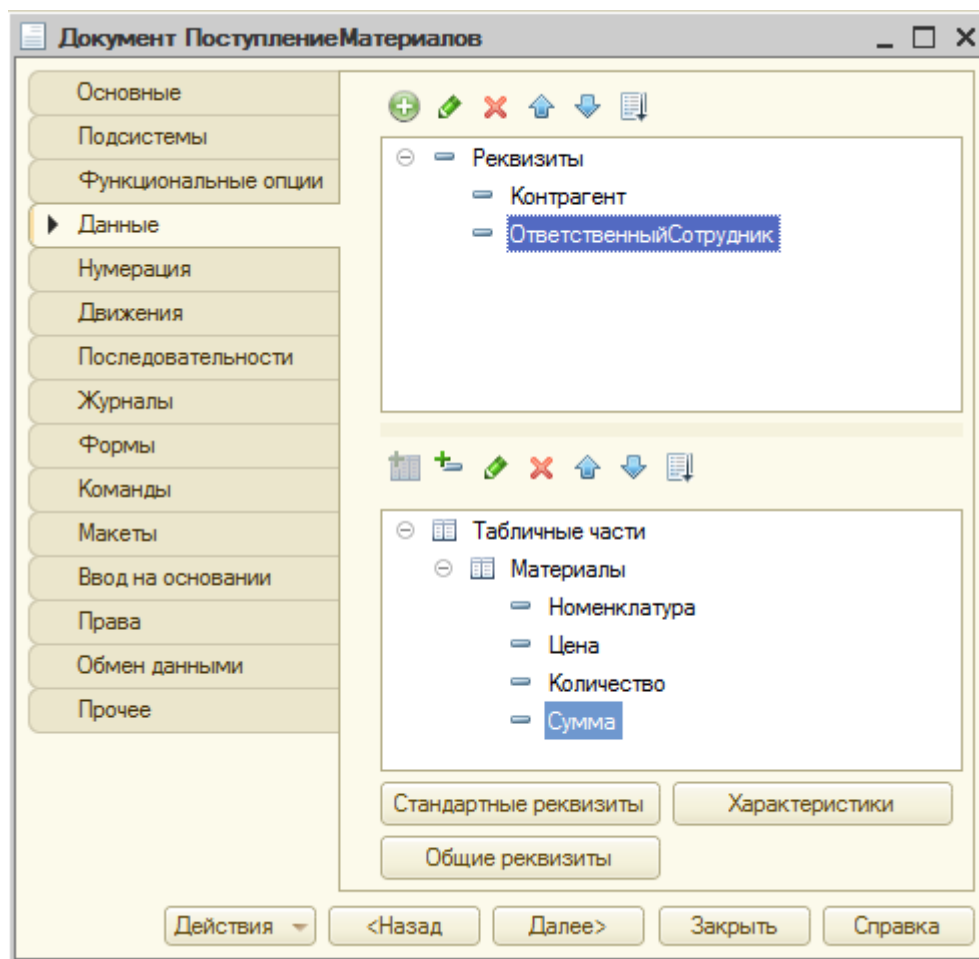 Документ ПоступлениеМатериалов
Основные
Подсистемы
Функциональные опции
Данные
Нумерация
Движения
Последовательности
Журналы
Формы
Команды
Макеты
Ввод на основании
Права
Обмен данными
Прочее
Реквизиты
Контрагент
ОтветственныйСотрудник
Табличные части
Материалы
Номенклатура
Цена
Количество
Сумма
Стандартные реквизиты Характеристики
Общие реквизиты
Действия <Назад Далее> Закрыть Справка